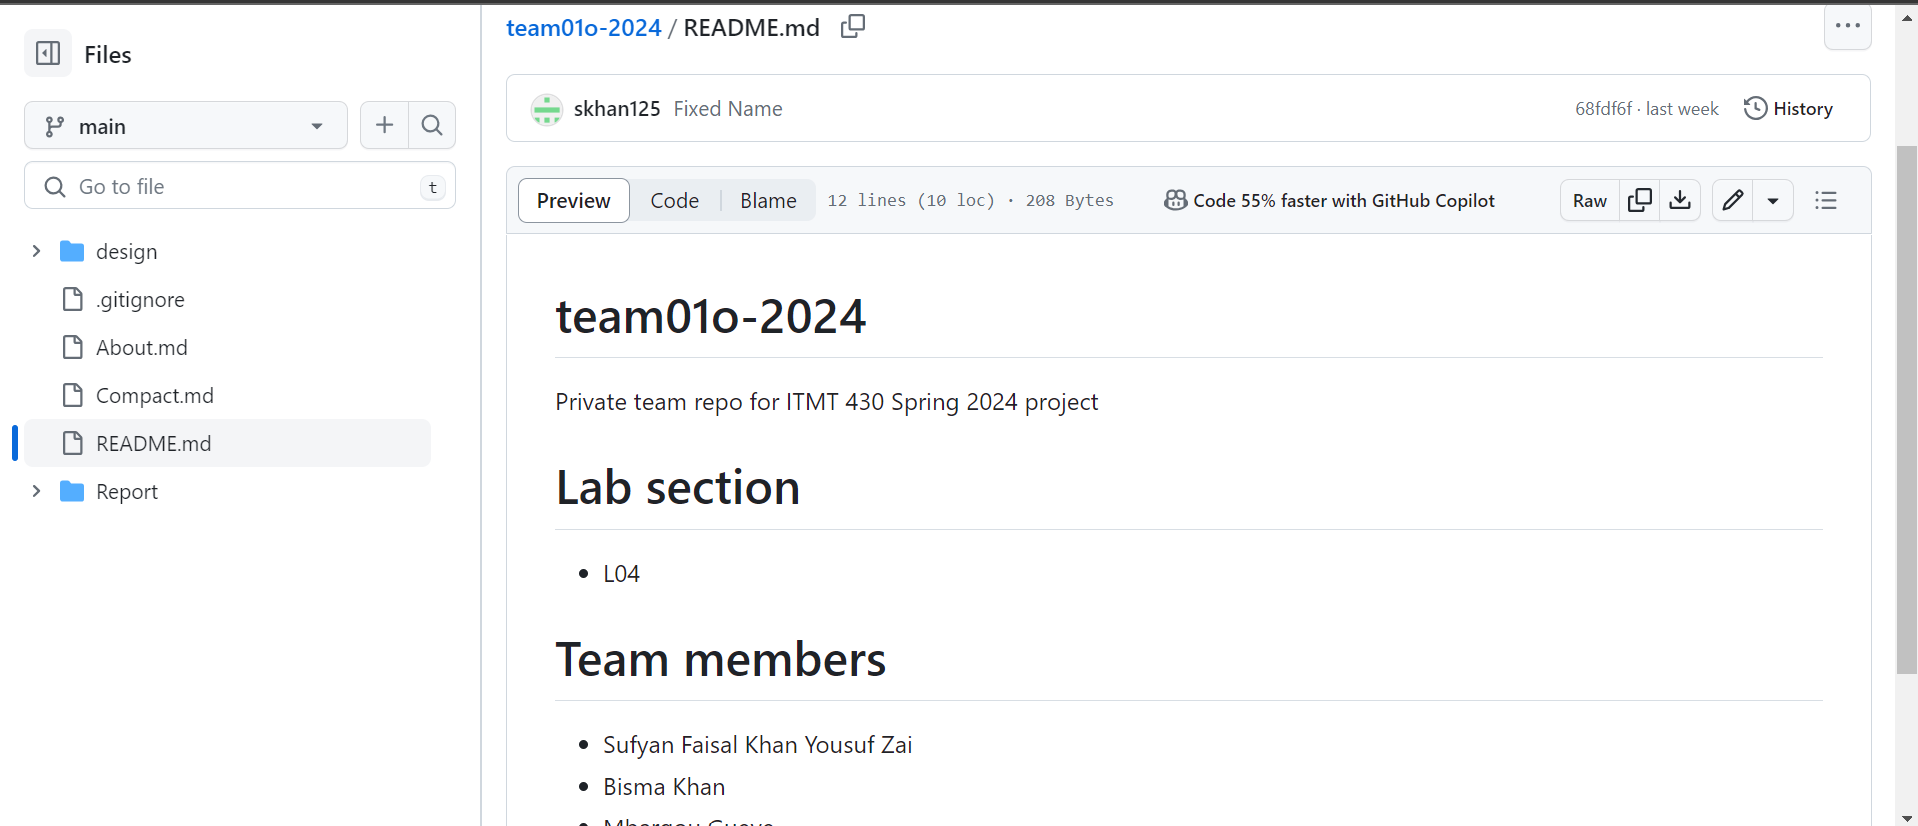 Files
main
Go to file
t
design
.gitignore
About.md
Compact.md
README.md
Report
team01o-2024 / README.md
skhan125 Fixed Name
68fdf6f · last week History
Preview Code Blame 12 lines (10 loc) · 208 Bytes Code 55% faster with GitHub Copilot Raw
team01o-2024
Private team repo for ITMT 430 Spring 2024 project
Lab section
• L04
Team members
• Sufyan Faisal Khan Yousuf Zai
• Bisma Khan